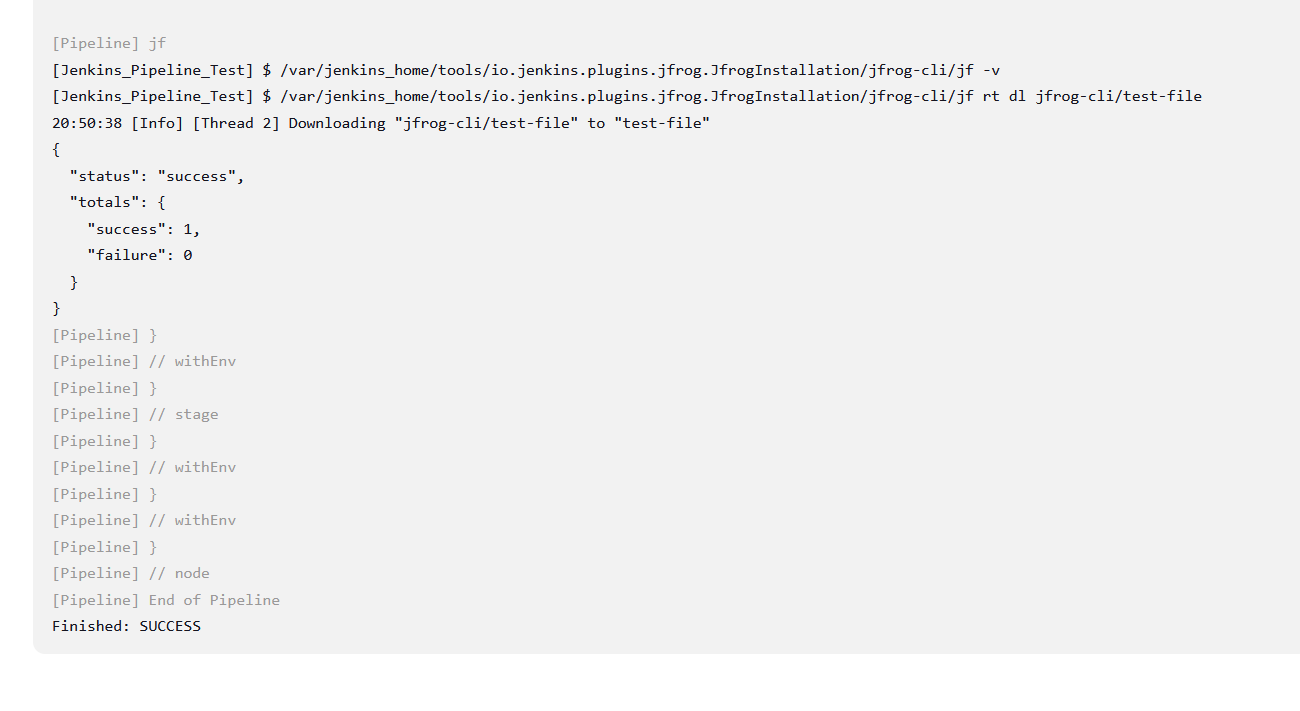 [Pipeline] jf
[Jenkins_Pipeline_Test] $ /var/jenkins_home/tools/io.jenkins.plugins.jfrog.JfrogInstallation/jfrog-cli/jf -v
[Jenkins_Pipeline_Test] $ /var/jenkins_home/tools/io.jenkins.plugins.jfrog.JfrogInstallation/jfrog-cli/jf rt dl jfrog-cli/test-file
20:50:38 [Info] [Thread 2] Downloading "jfrog-cli/test-file" to "test-file"
{
  "status": "success",
  "totals": {
    "success": 1,
    "failure": 0
  }
}
[Pipeline] }
[Pipeline] // withEnv
[Pipeline] }
[Pipeline] // stage
[Pipeline] }
[Pipeline] // withEnv
[Pipeline] }
[Pipeline] // withEnv
[Pipeline] }
[Pipeline] // node
[Pipeline] End of Pipeline
Finished: SUCCESS